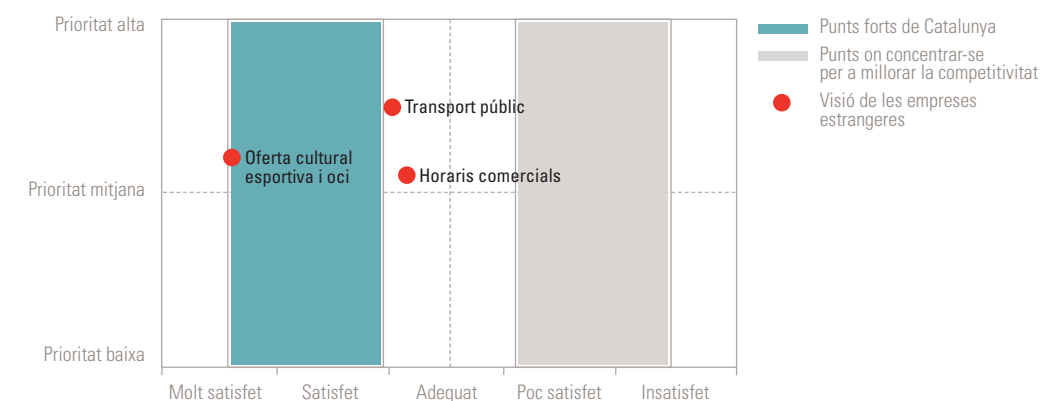 Prioritat alta
Prioritat mitjana
Prioritat baixa
Transport públic
Oferta cultural
esportiva i oci
Horaris comercials
Molt satisfet
Satisfet
Adequat
Poc satisfet
Insatisfet
Punts forts de Catalunya
Punts on concentrar-se
per a millorar la competitivitat
Visió de les empreses
estrangeres